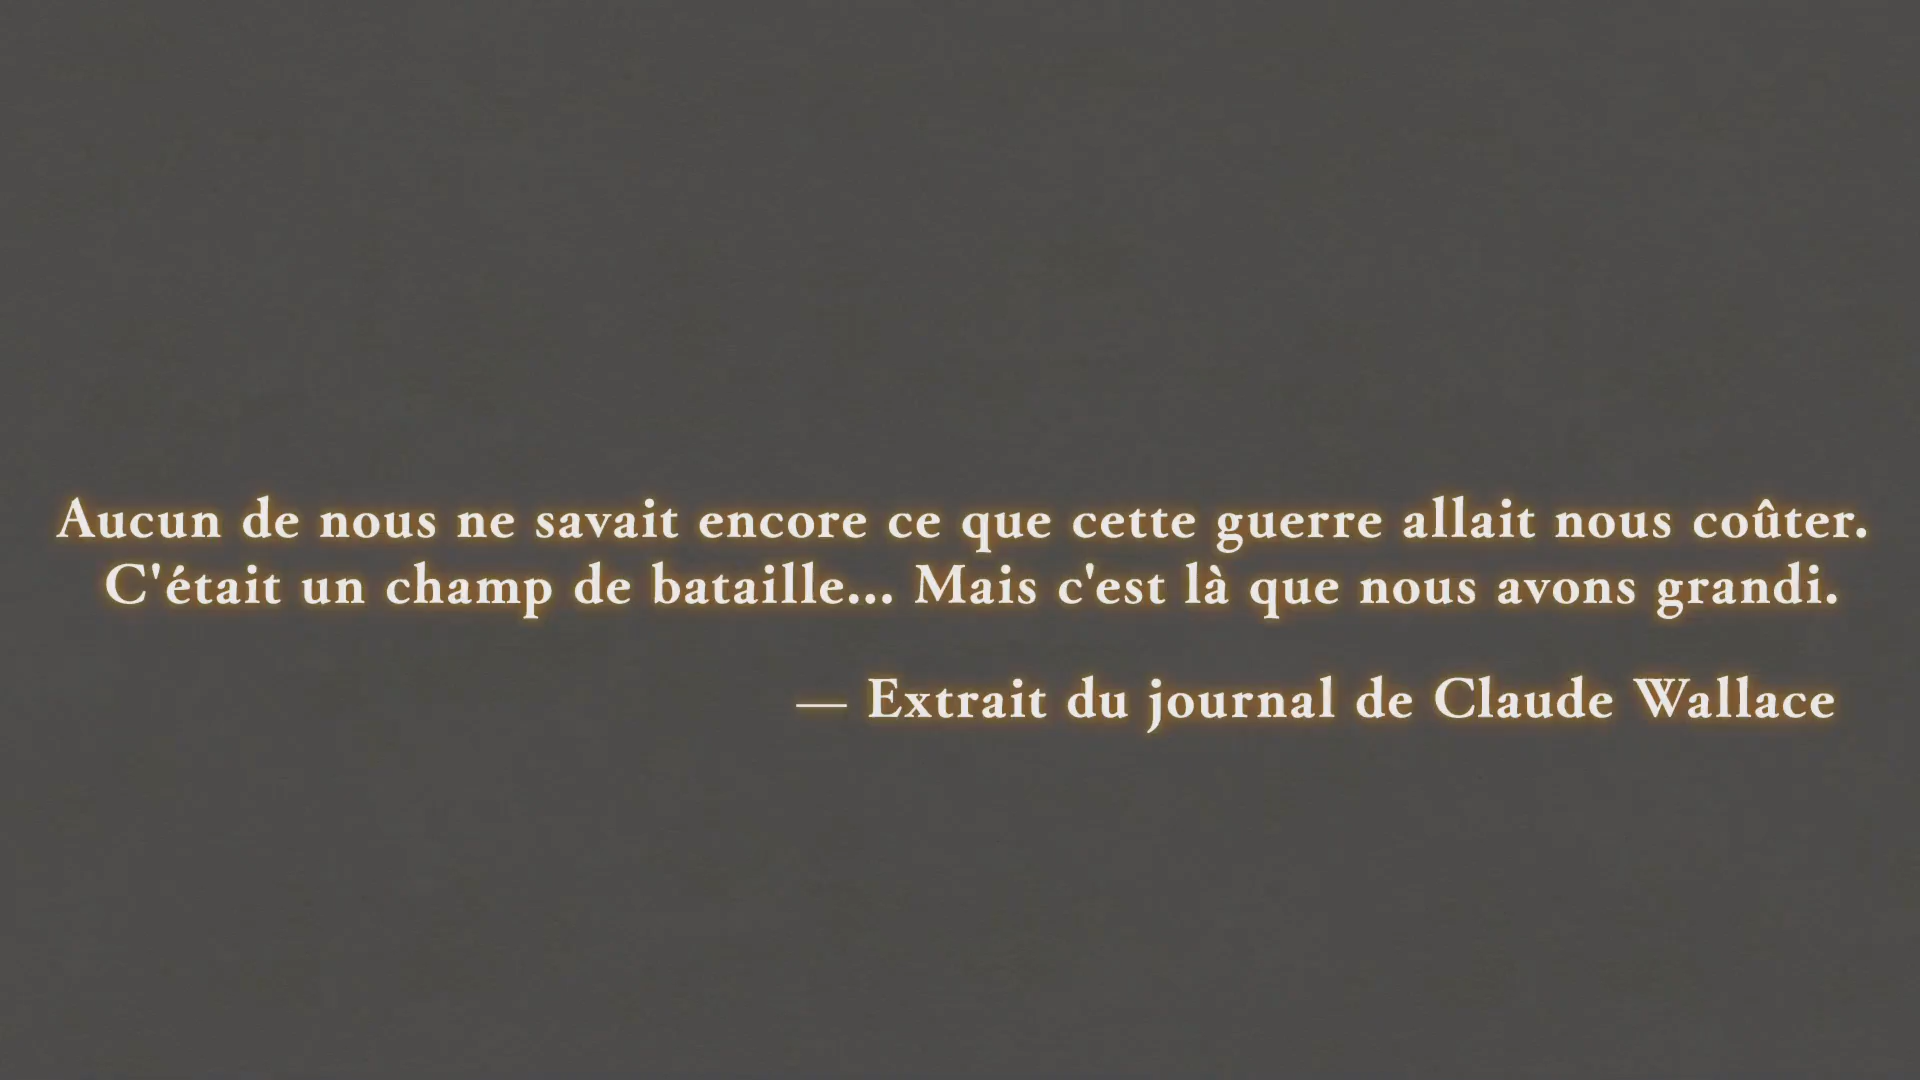 Aucun de nous ne savait encore ce que cette guerre allait nous coûter.
C'était un champ de bataille... Mais c'est là que nous avons grandi.
— Extrait du journal de Claude Wallace